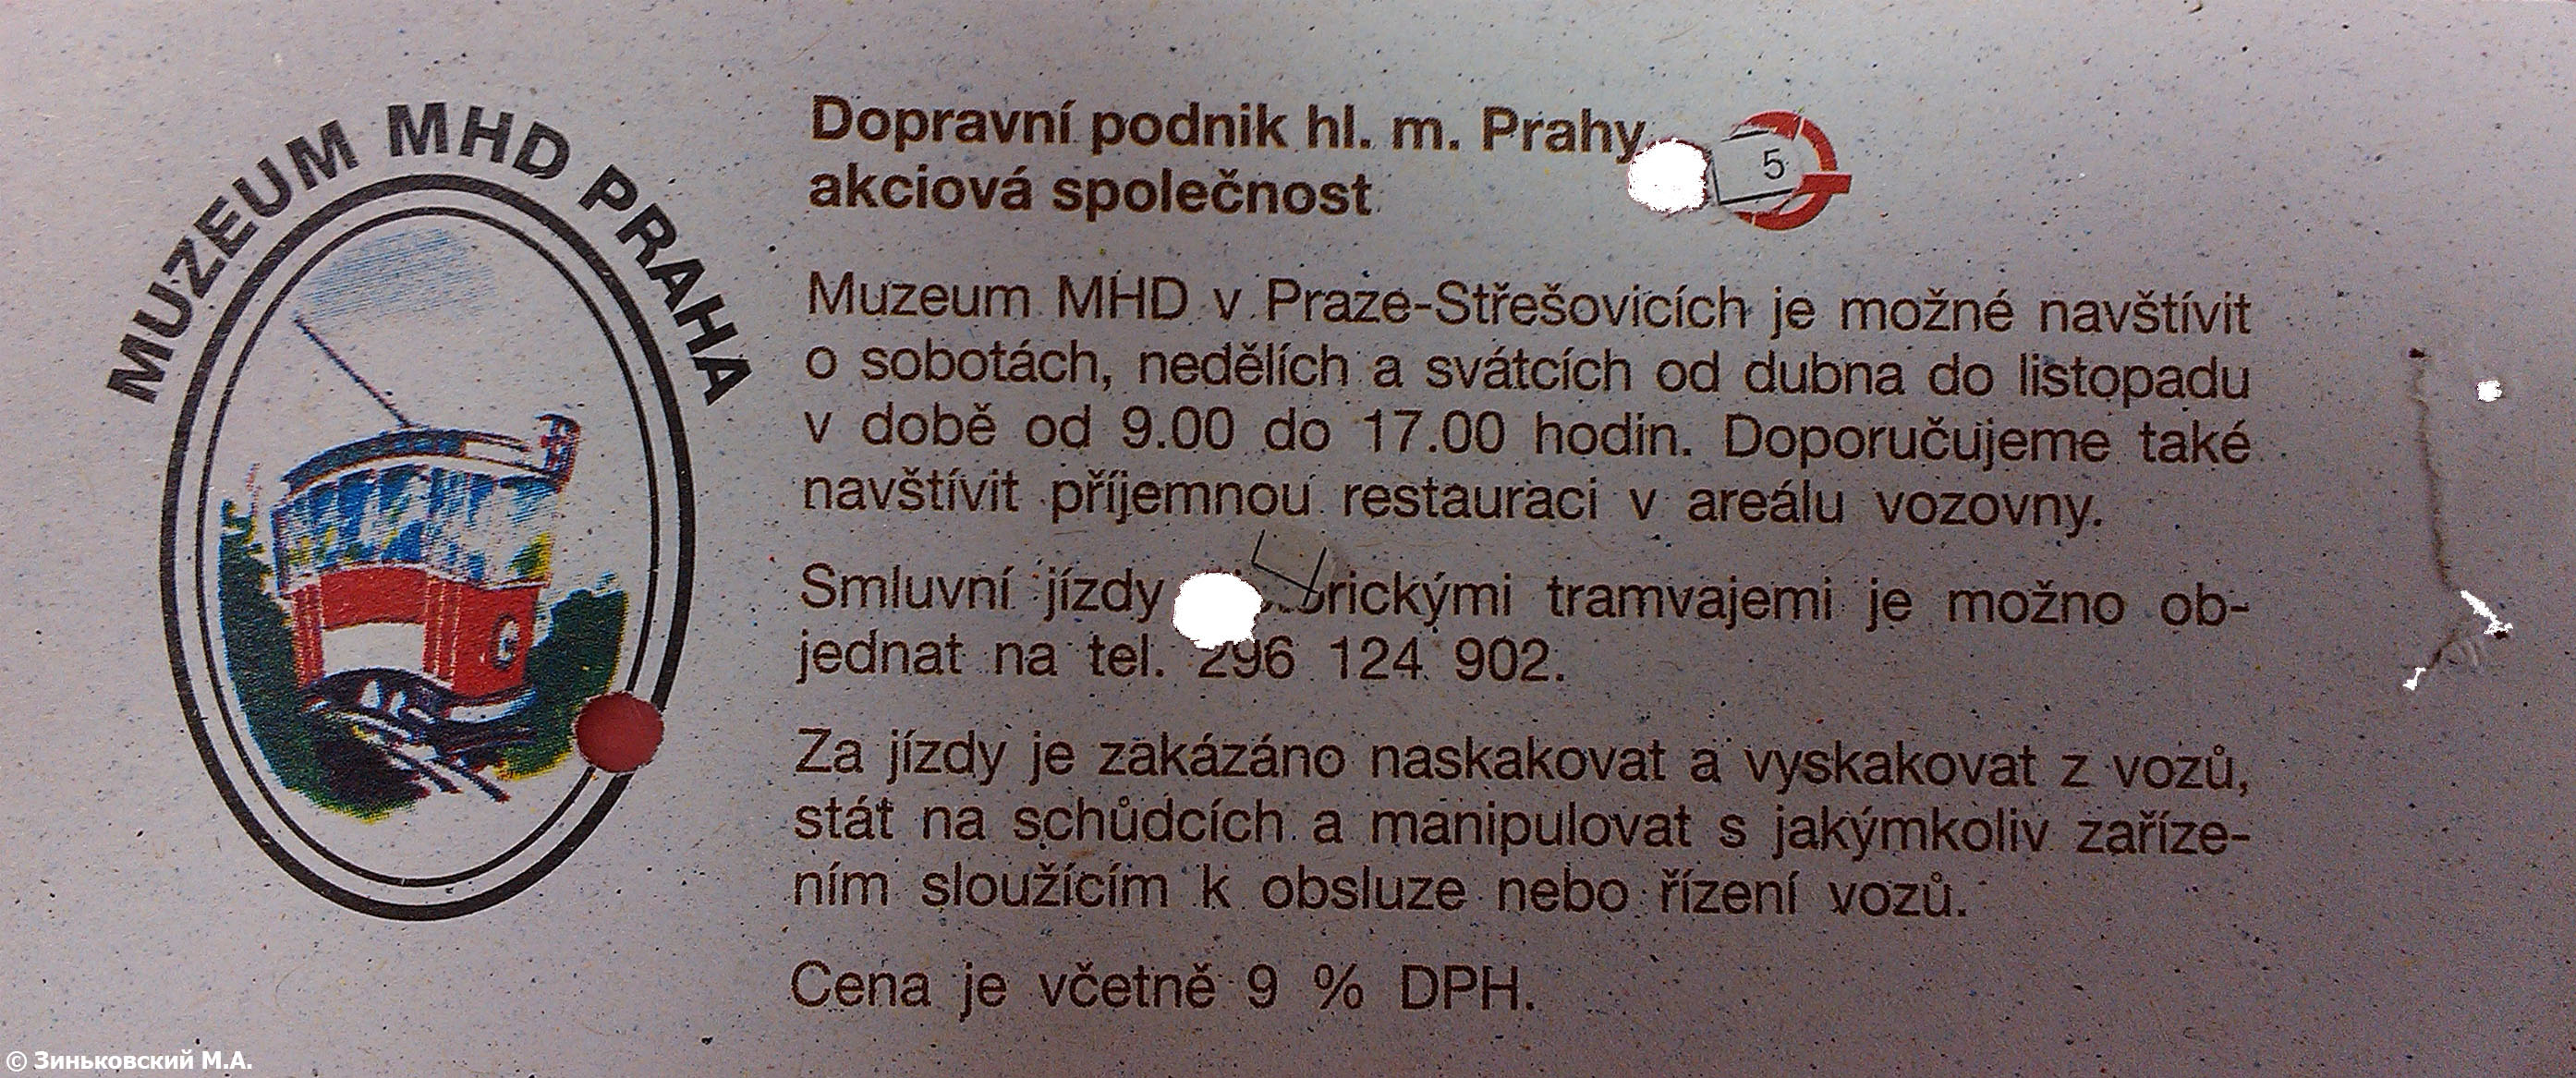 MUZEUM MHD PRAHA
Dopravní podnik hl. m. Prahy,
akciová společnost
5
Muzeum MHD v Praze-Střešovicích je možné navštívit
o sobotách, nedělích a svátcích od dubna do listopadu
v době od 9.00 do 17.00 hodin. Doporučujeme také
navštívit příjemnou restauraci v areálu vozovny.
Smluvní jízdy tramvajemi je možno ob-
jednat na tel. 296 124 902.
Za jízdy je zakázáno naskakovat a vyskakovat z vozů,
stát na schůdcích a manipulovat s jakýmkoliv zaříze-
ním sloužícím k obsluze nebo řízení vozů.
Cena je včetně 9 % DPH.
© Зиньковский М.А.